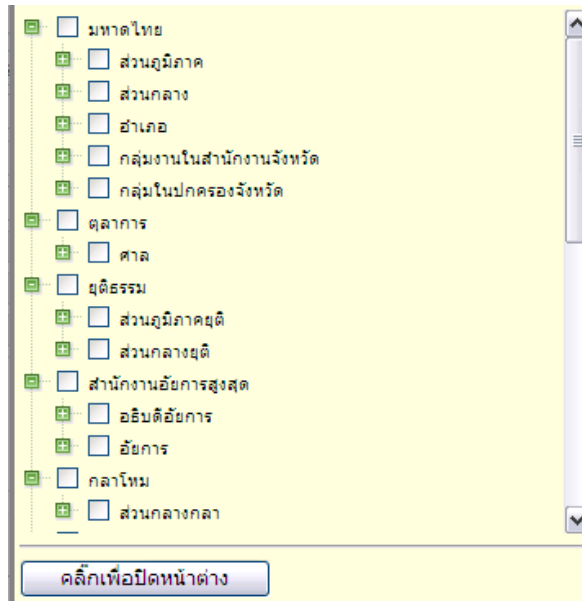 มหาดไทย
ส่วนภูมิภาค
ส่วนกลาง
อำเภอ
กลุ่มงานในสำนักงานจังหวัด
กลุ่มในปกครองจังหวัด
ตุลาการ
ศาล
ยุติธรรม
ส่วนภูมิภาคยุติ
ส่วนกลางยุติ
สำนักงานอัยการสูงสุด
อธิบดีอัยการ
อัยการ
กลาโหม
ส่วนกลางกลา
คลิ๊กเพื่อปิดหน้าต่าง